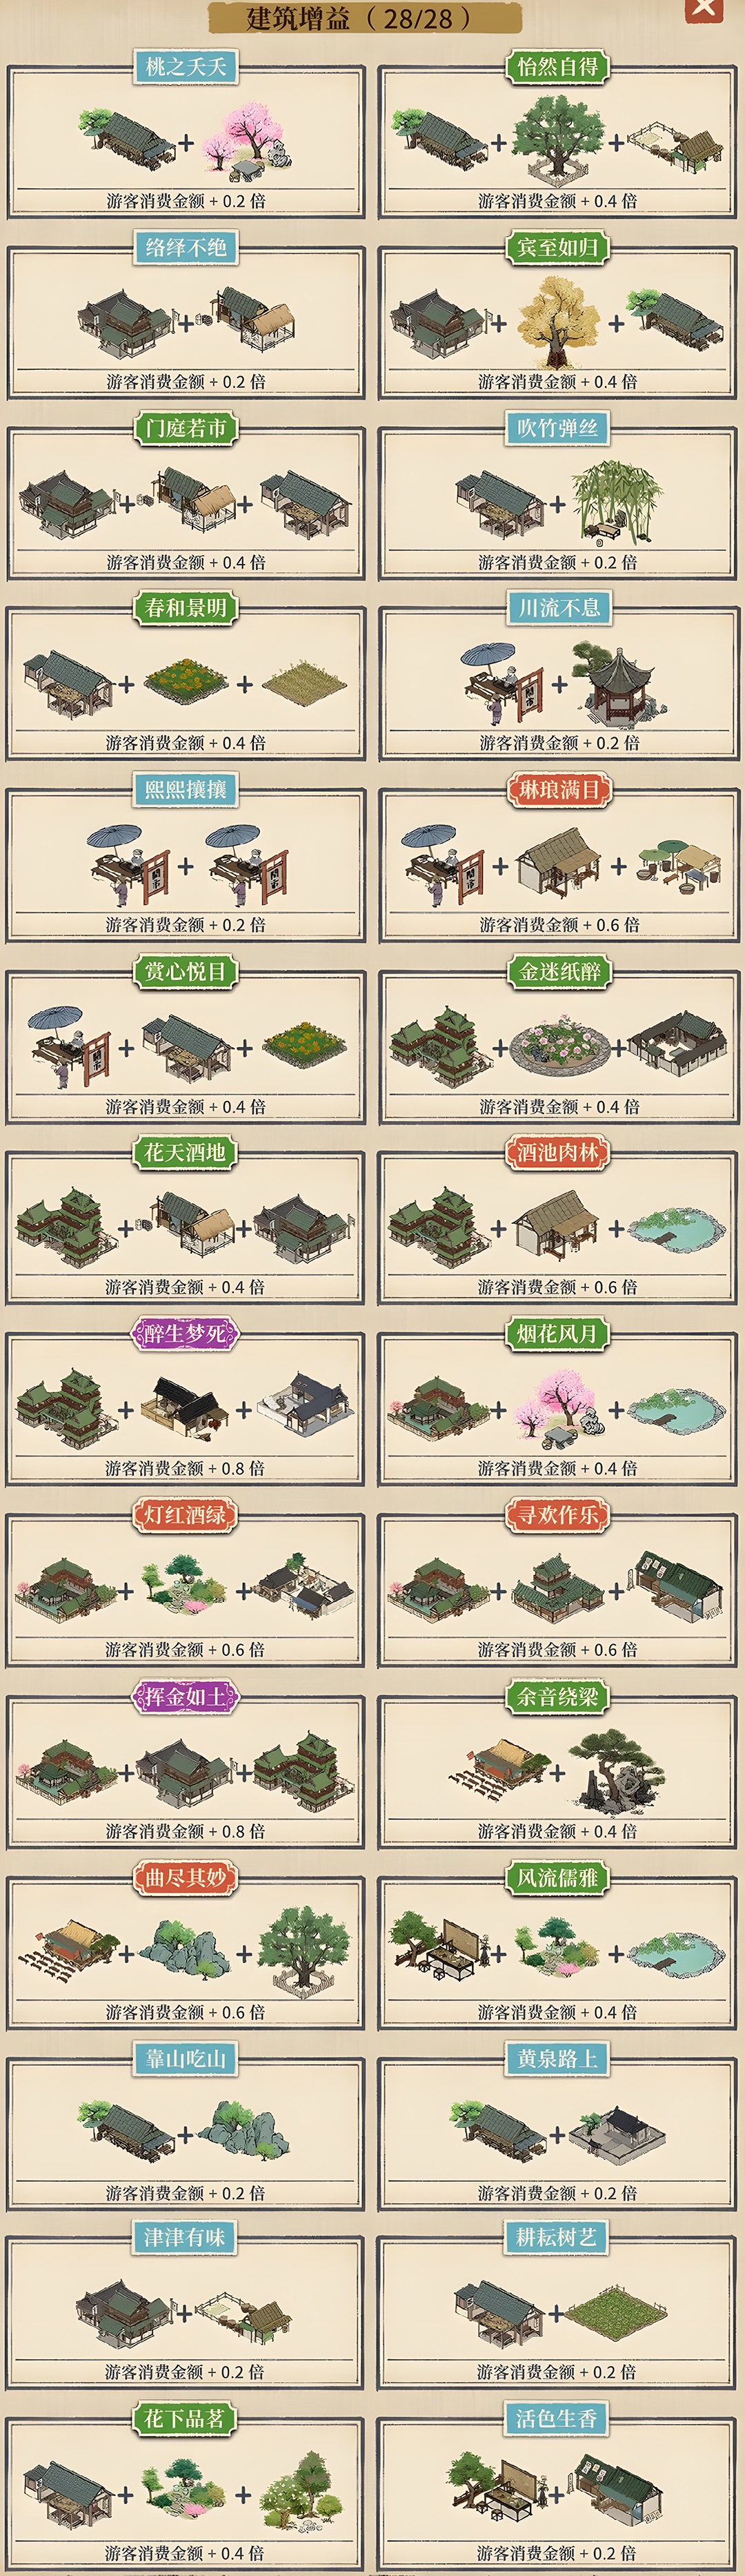 建筑增益（28/28）
桃之夭夭
怡然自得
游客消费金额 + 0.2 倍
游客消费金额 + 0.4 倍
络绎不绝
宾至如归
游客消费金额 + 0.2 倍
游客消费金额 + 0.4 倍
门庭若市
吹竹弹丝
游客消费金额 + 0.4 倍
游客消费金额 + 0.2 倍
春和景明
川流不息
游客消费金额 + 0.4 倍
游客消费金额 + 0.2 倍
熙熙攘攘
琳琅满目
游客消费金额 + 0.2 倍
游客消费金额 + 0.6 倍
赏心悦目
金迷纸醉
游客消费金额 + 0.4 倍
游客消费金额 + 0.4 倍
花天酒地
酒池肉林
游客消费金额 + 0.4 倍
游客消费金额 + 0.6 倍
醉生梦死
烟花风月
游客消费金额 + 0.8 倍
游客消费金额 + 0.4 倍
灯红酒绿
寻欢作乐
游客消费金额 + 0.6 倍
游客消费金额 + 0.6 倍
挥金如土
余音绕梁
游客消费金额 + 0.8 倍
游客消费金额 + 0.4 倍
曲尽其妙
风流儒雅
游客消费金额 + 0.6 倍
游客消费金额 + 0.4 倍
靠山吃山
黄泉路上
游客消费金额 + 0.2 倍
游客消费金额 + 0.2 倍
津津有味
耕耘树艺
游客消费金额 + 0.2 倍
游客消费金额 + 0.2 倍
花下品茗
活色生香
游客消费金额 + 0.4 倍
游客消费金额 + 0.2 倍